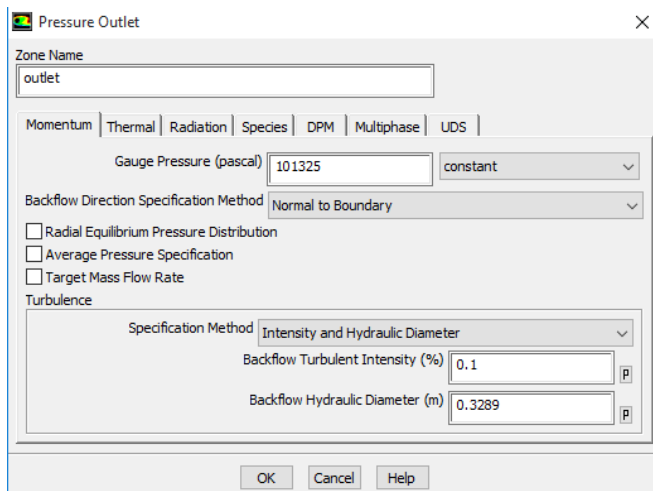 Pressure Outlet
Zone Name
outlet
Momentum Thermal Radiation Species DPM Multiphase UDS
Gauge Pressure (pascal) 101325 constant
Backflow Direction Specification Method Normal to Boundary
Radial Equilibrium Pressure Distribution
Average Pressure Specification
Target Mass Flow Rate
Turbulence
Specification Method Intensity and Hydraulic Diameter
Backflow Turbulent Intensity (%) 0.1 P
Backflow Hydraulic Diameter (m) 0.3289 P
OK Cancel Help